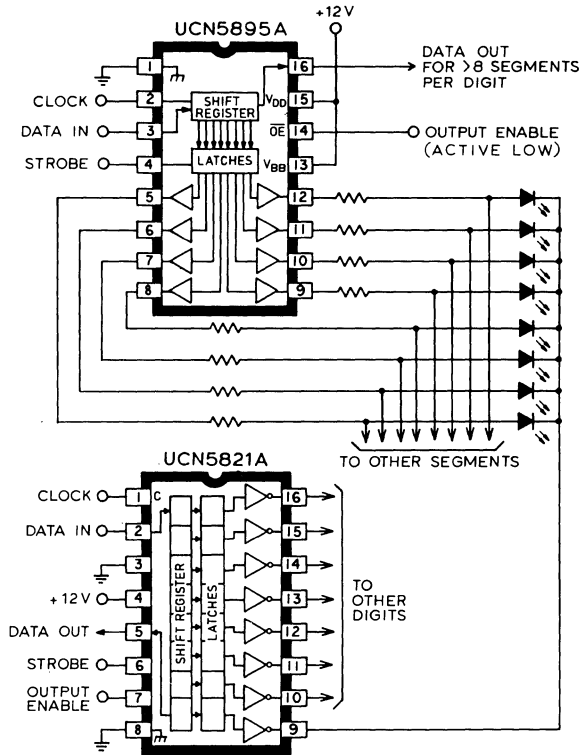 UCN5895A
+12V
1
16
DATA OUT
FOR >8 SEGMENTS
PER DIGIT
CLOCK
2
SHIFT
REGISTER
VDD
15
DATA IN
3
OE
14
OUTPUT ENABLE
(ACTIVE LOW)
STROBE
4
LATCHES
VBB
13
5
12
6
11
7
10
8
9
TO OTHER SEGMENTS
UCN5821A
CLOCK
1
C
16
DATA IN
2
15
3
14
+12V
4
SHIFT REGISTER
LATCHES
13
TO
OTHER
DIGITS
DATA OUT
5
12
STROBE
6
11
OUTPUT
ENABLE
7
10
8
9